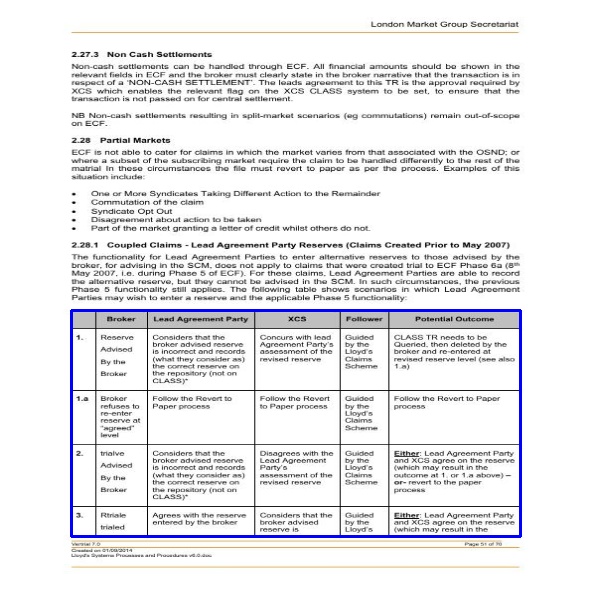 London Market Group Secretariat
2.27.3 Non Cash Settlements
Non-cash settlements can be handled through ECF. All financial amounts should be shown in the
relevant fields in ECF and the broker must clearly state in the broker narrative that the transaction is in
respect of a 'NON-CASH SETTLEMENT'. The leads agreement to this TR is the approval required by
XCS which enables the relevant flag on the XCS CLASS system to be set, to ensure that the
transaction is not passed on for central settlement.
NB Non-cash settlements resulting in split-market scenarios (eg commutations) remain out-of-scope
on ECF.
2.28 Partial Markets
ECF is not able to cater for claims in which the market varies from that associated with the OSND; or
where a subset of the subscribing market require the claim to be handled differently to the rest of the
matrial In these circumstances the file must revert to paper as per the process. Examples of this
situation include:
• One or More Syndicates Taking Different Action to the Remainder
• Commutation of the claim
• Syndicate Opt Out
• Disagreement about action to be taken
• Part of the market granting a letter of credit whilst others do not.
2.28.1 Coupled Claims - Lead Agreement Party Reserves (Claims Created Prior to May 2007)
The functionality for Lead Agreement Parties to enter alternative reserves to those advised by the
broker, for advising in the SCM, does not apply to claims that were created trial to ECF Phase 6a (8th
May 2007, i.e. during Phase 5 of ECF). For these claims, Lead Agreement Parties are able to record
the alternative reserve, but they cannot be advised in the SCM. In such circumstances, the previous
Phase 5 functionality still applies. The following table shows scenarios in which Lead Agreement
Parties may wish to enter a reserve and the applicable Phase 5 functionality:
Broker Lead Agreement Party XCS Follower Potential Outcome
1. Reserve Considers that the Concurs with lead Guided CLASS TR needs to be
Advised broker advised reserve Agreement Party's by the Queried, then deleted by the
By the is incorrect and records assessment of the Lloyd's broker and re-entered at
Broker (what they consider as) revised reserve Claims revised reserve level (see also
the correct reserve on Scheme 1.a)
the repository (not on
CLASS)*
1.a Broker Follow the Revert to Follow the Revert Guided Follow the Revert to Paper
refuses to Paper process to Paper process by the process
re-enter Lloyd's
reserve at Claims
"agreed" Scheme
level
2. trialve Considers that the Disagrees with the Guided Either: Lead Agreement Party
Advised broker advised reserve Lead Agreement by the and XCS agree on the reserve
By the is incorrect and records Party's Lloyd's (which may result in the
Broker (what they consider as) assessment of the Claims outcome at 1. or 1.a above) –
the correct reserve on revised reserve Scheme or- revert to the paper
the repository (not on process
CLASS)*
3. Rtriale Agrees with the reserve Considers that the Guided Either: Lead Agreement Party
trialed entered by the broker broker advised by the and XCS agree on the reserve
reserve is Lloyd's (which may result in the
Vertrial 7.0 Page 51 of 76
Created on 01/09/2014
Lloyd's Systems Processes and Procedures v6.0.doc